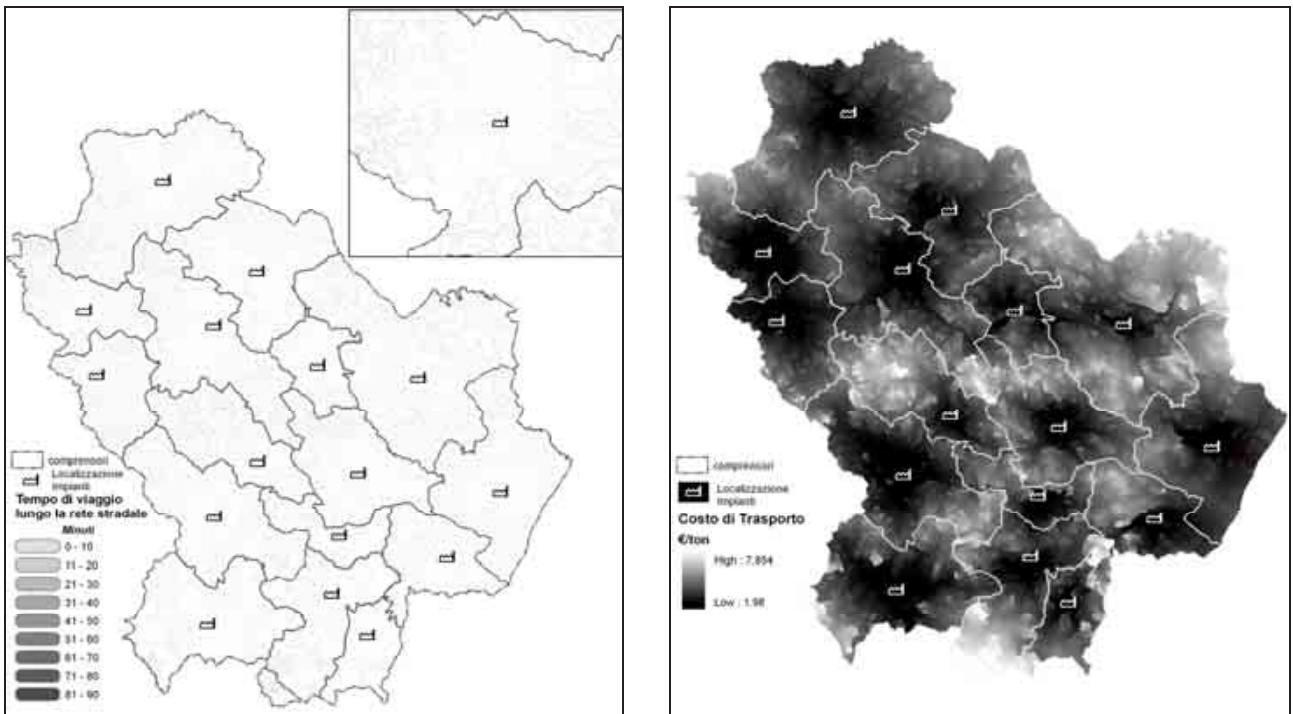 comprensori
Localizzazione
Impianti
Tempo di viaggio
lungo la rete stradale
Minuti
0 - 10
11 - 20
21 - 30
31 - 40
41 - 50
51 - 60
61 - 70
71 - 80
81 - 90
comprensori
Localizzazione
Impianti
Costo di Trasporto
€/ton
High : 7,854
Low : 1,98